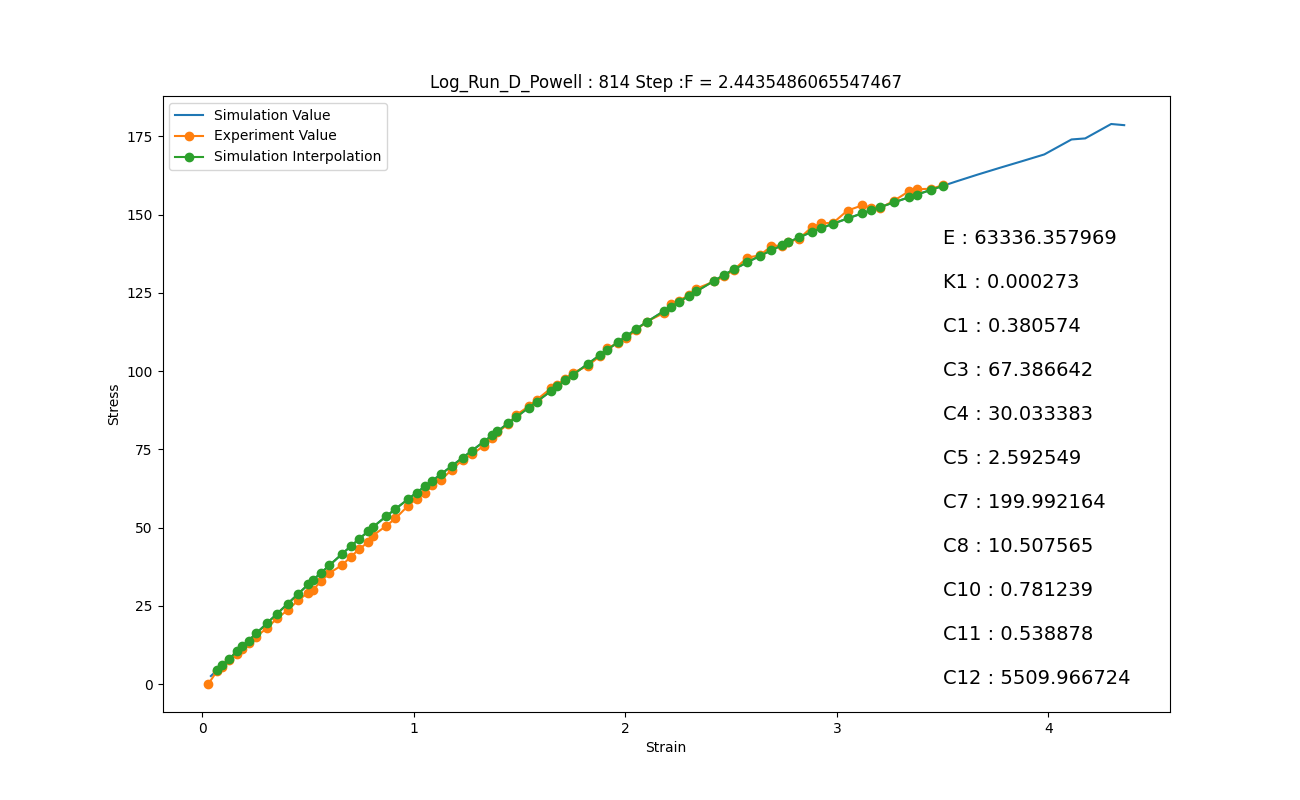 Log_Run_D_Powell : 814 Step :F = 2.4435486065547467
Simulation Value
Experiment Value
Simulation Interpolation
175
150
125
100
75
50
25
0
Stress
0 1 2 3 4
Strain
E : 63336.357969
K1 : 0.000273
C1 : 0.380574
C3 : 67.386642
C4 : 30.033383
C5 : 2.592549
C7 : 199.992164
C8 : 10.507565
C10 : 0.781239
C11 : 0.538878
C12 : 5509.966724